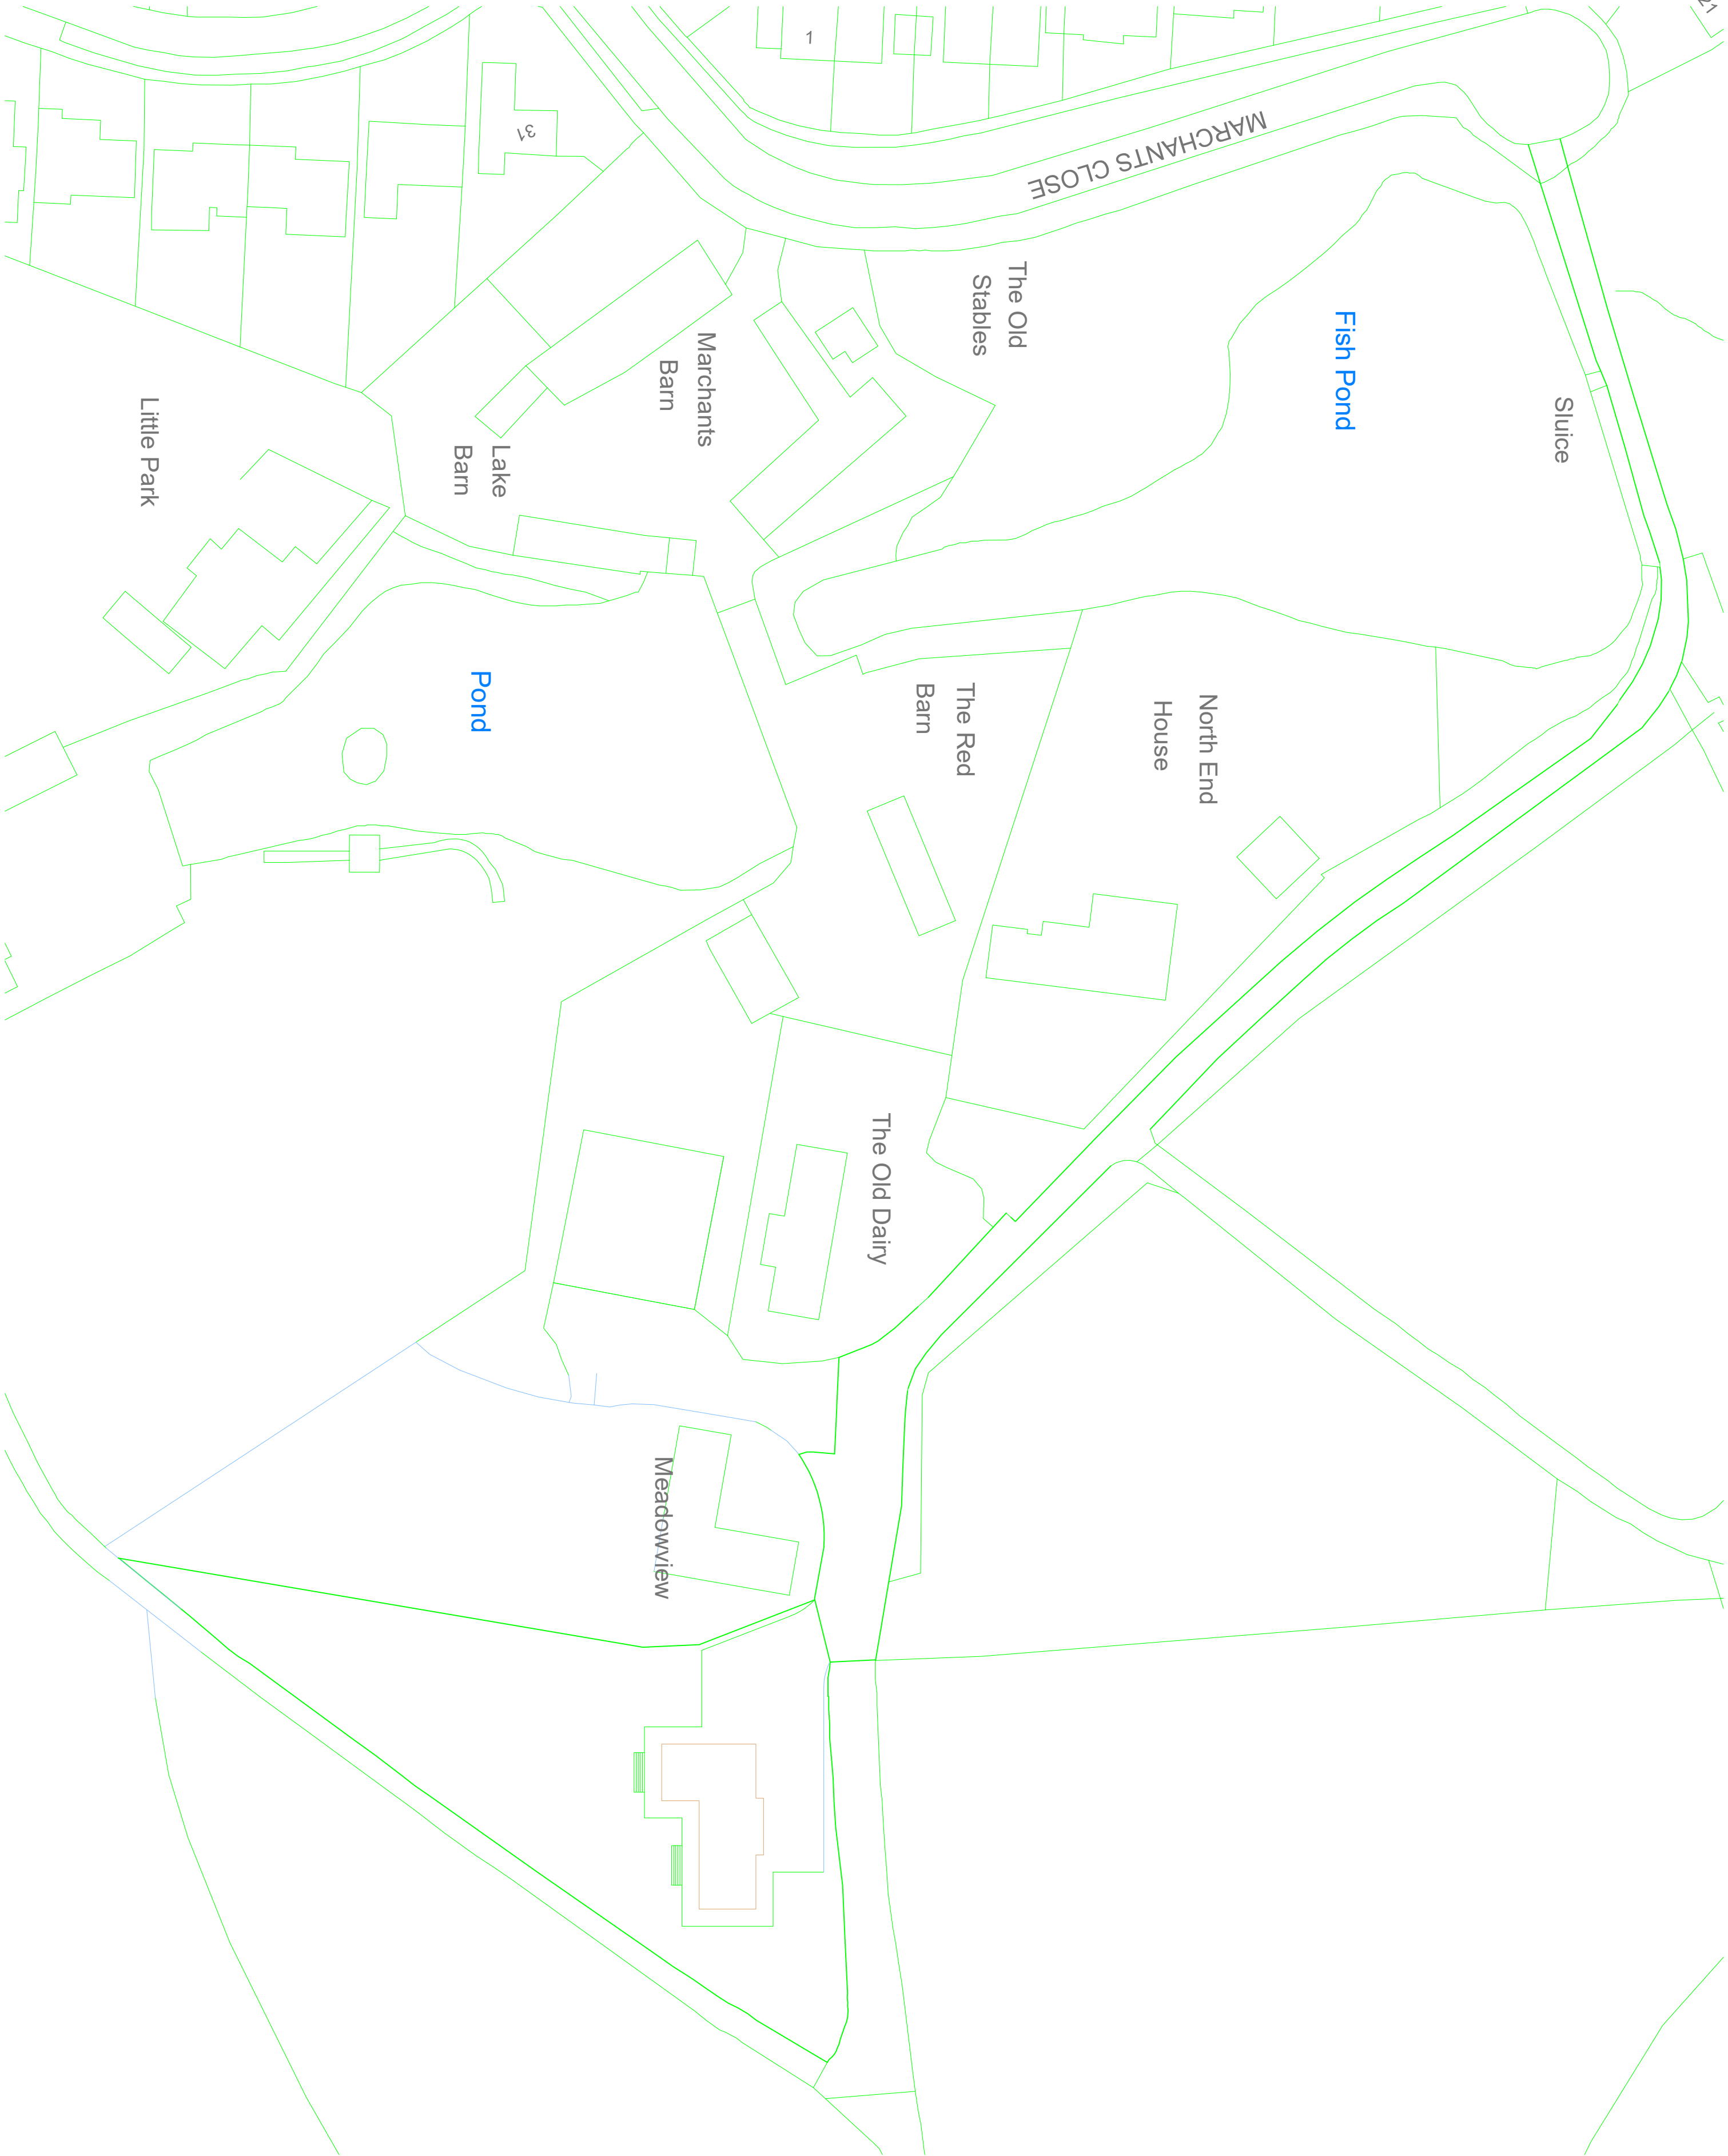 21
1
31
MARCHANTS CLOSE
The Old
Stables
Fish Pond
Sluice
Marchants
Barn
Little Park
Lake
Barn
Pond
The Red
Barn
North End
House
The Old Dairy
Meadowview